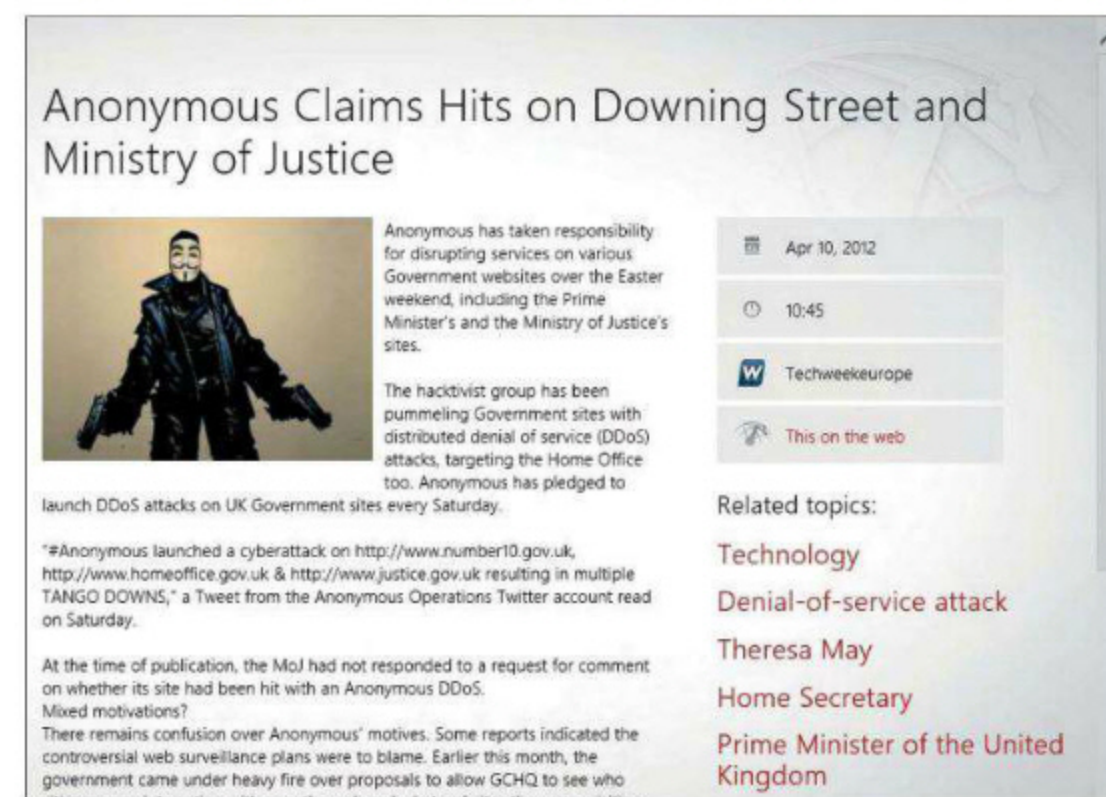 Anonymous Claims Hits on Downing Street and
Ministry of Justice
Anonymous has taken responsibility
for disrupting services on various
Government websites over the Easter
weekend, including the Prime
Minister's and the Ministry of Justice's
sites.
The hacktivist group has been
pummeling Government sites with
distributed denial of service (DDoS)
attacks, targeting the Home Office
too. Anonymous has pledged to
launch DDoS attacks on UK Government sites every Saturday.
"#Anonymous launched a cyberattack on http://www.number10.gov.uk,
http://www.homeoffice.gov.uk & http://www.justice.gov.uk resulting in multiple
TANGO DOWNS," a Tweet from the Anonymous Operations Twitter account read
on Saturday.
At the time of publication, the MoJ had not responded to a request for comment
on whether its site had been hit with an Anonymous DDoS.
Mixed motivations?
There remains confusion over Anonymous' motives. Some reports indicated the
controversial web surveillance plans were to blame. Earlier this month, the
government came under heavy fire over proposals to allow GCHQ to see who
Apr 10, 2012
10:45
W Techweekeurope
This on the web
Related topics:
Technology
Denial-of-service attack
Theresa May
Home Secretary
Prime Minister of the United
Kingdom